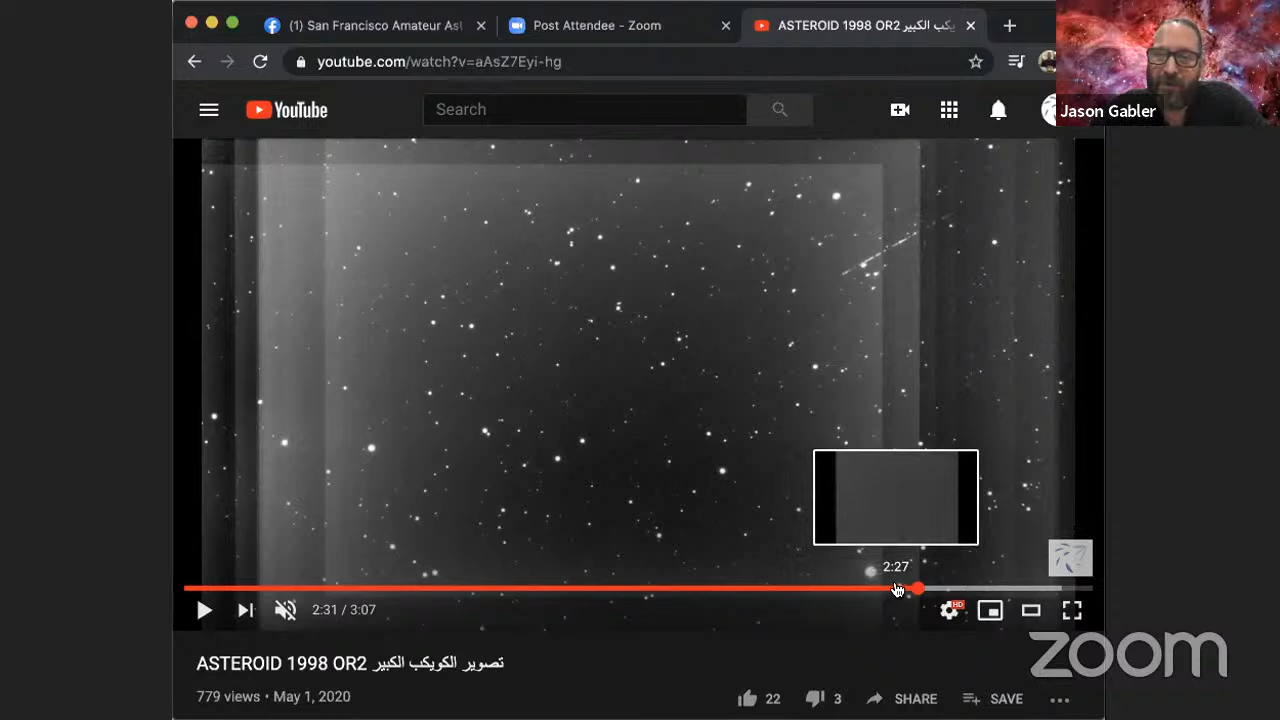 (1) San Francisco Amateur Ast
Post Attendee - Zoom
ASTEROID 1998 OR2 تصوير الكويكب الكبير
youtube.com/watch?v=aAsZ7Eyi-hg
Jason Gabler
YouTube
Search
2:27
2:31 / 3:07
HD
zoom
ASTEROID 1998 OR2 تصوير الكويكب الكبير
779 views • May 1, 2020
22
3
SHARE
SAVE